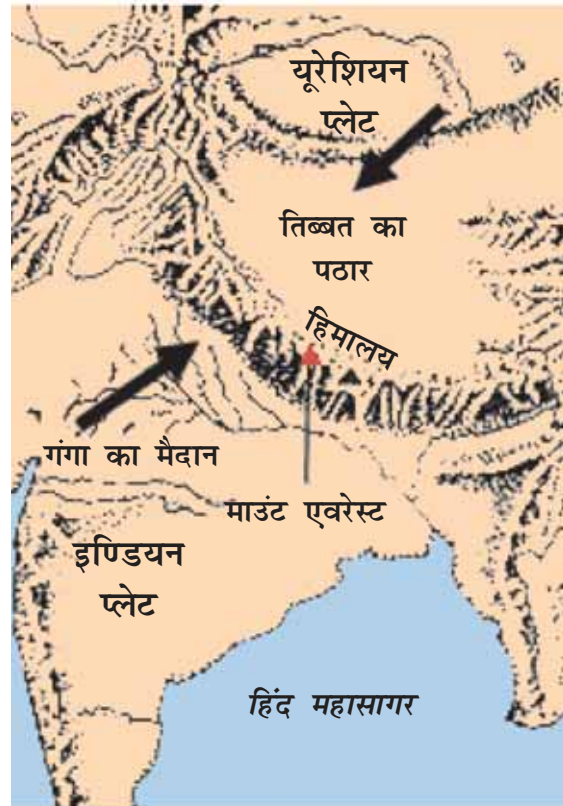 यूरेशियन
प्लेट
तिब्बत का
पठार
हिमालय
गंगा का मैदान
माउंट एवरेस्ट
इण्डियन
प्लेट
हिंद महासागर